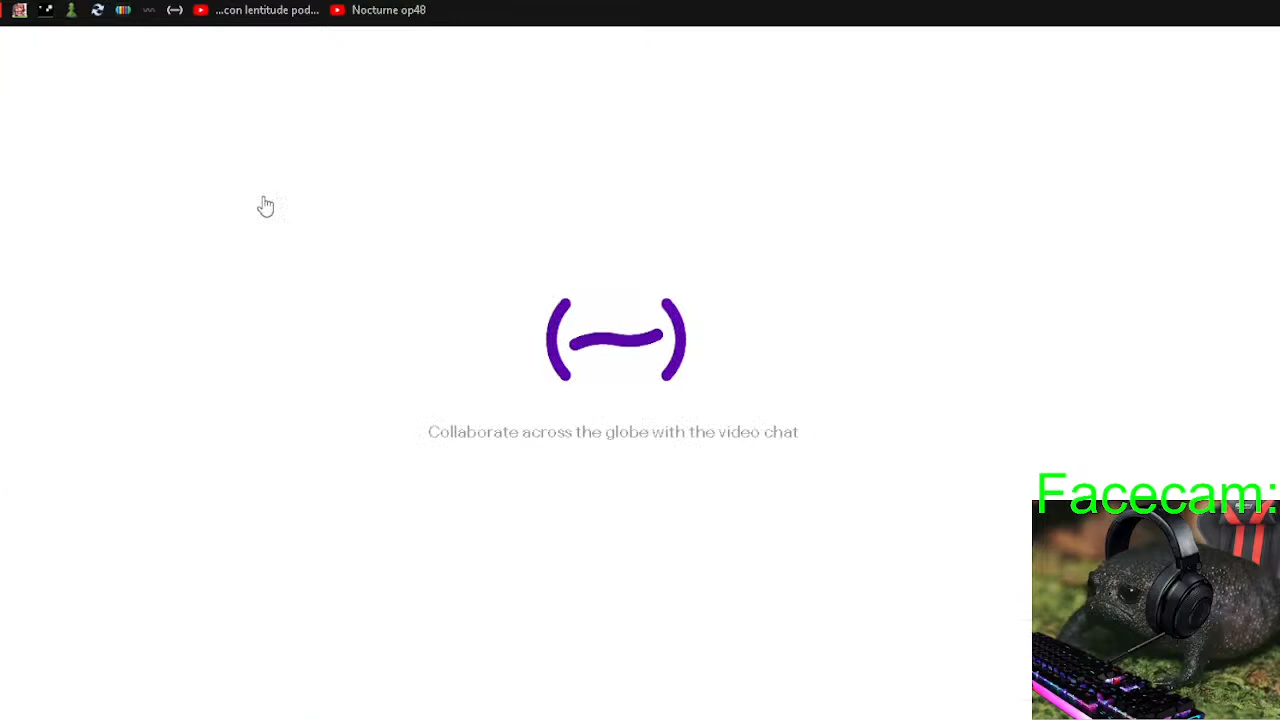 ...con lentitude pod... Nocturne op48
Collaborate across the globe with the video chat
Facecam: